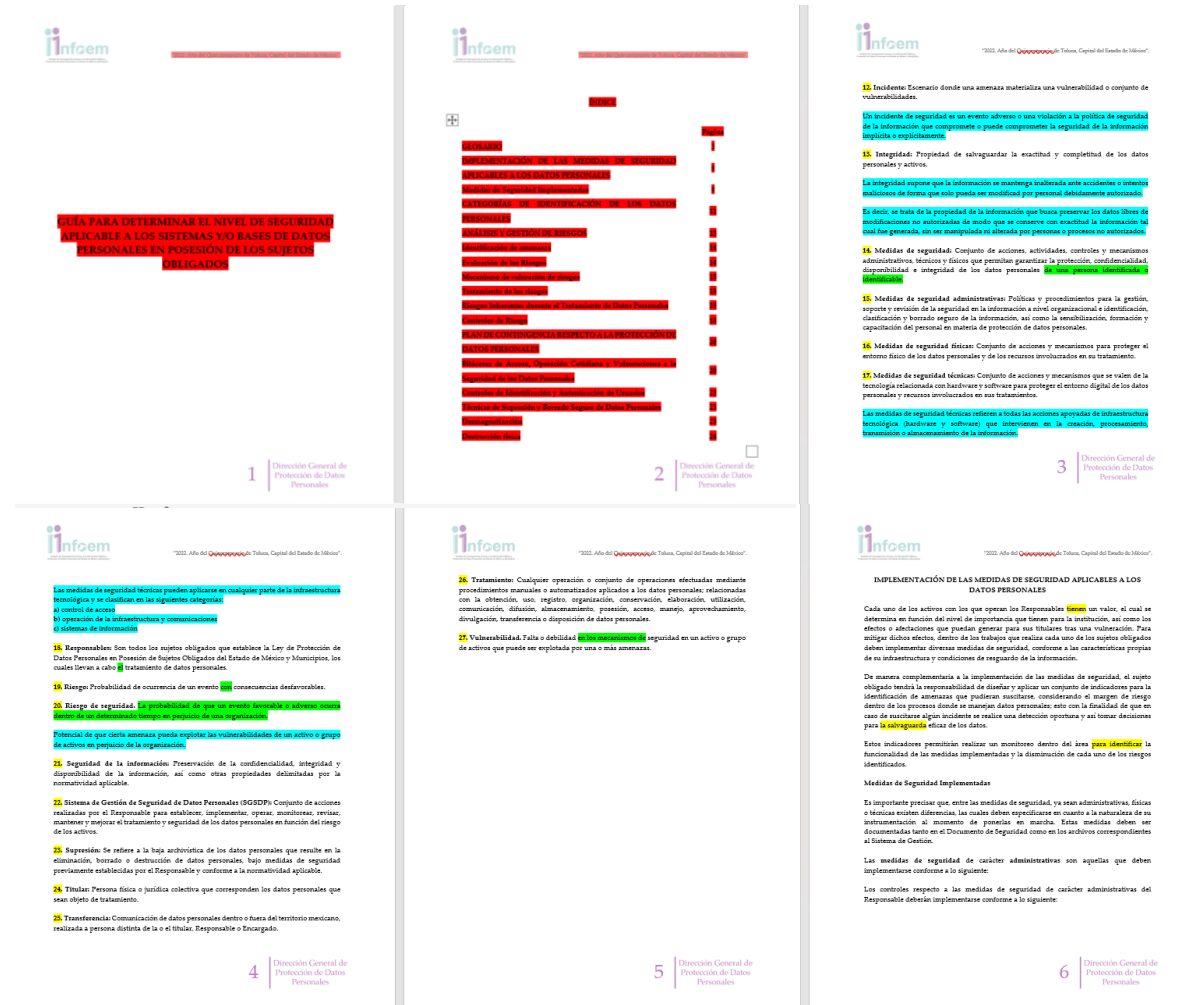 infoem
"2022. Año del Quincentenario de Toluca, Capital del Estado de México".
GUÍA PARA DETERMINAR EL NIVEL DE SEGURIDAD
APLICABLE A LOS SISTEMAS Y/O BASES DE DATOS
PERSONALES EN POSESIÓN DE LOS SUJETOS
OBLIGADOS
1
Dirección General de
Protección de Datos
Personales
infoem
"2022. Año del Quincentenario de Toluca, Capital del Estado de México".
ÍNDICE
Página
GLOSARIO
IMPLEMENTACIÓN DE LAS MEDIDAS DE SEGURIDAD
APLICABLES A LOS DATOS PERSONALES
Medidas de Seguridad Implementadas
CATEGORÍAS DE IDENTIFICACIÓN DE LOS DATOS
PERSONALES
ANÁLISIS Y GESTIÓN DE RIESGOS
Identificación de amenazas
Evaluación de los Riesgos
Mecanismo de valoración de riesgos
Tratamiento de los riesgos
Riesgos Inherentes durante el Tratamiento de Datos Personales
Controles de Riesgo
PLAN DE CONTINGENCIA RESPECTO A LA PROTECCIÓN DE
DATOS PERSONALES
Bitácoras de Acceso, Operación Cotidiana y Vulneraciones a la
Seguridad de los Datos Personales
Controles de Identificación y Autenticación de Usuarios
Técnicas de Supresión y Borrado Seguro de Datos Personales
Desmagnetización
Destrucción física
2
Dirección General de
Protección de Datos
Personales
infoem
"2022. Año del Quincentenario de Toluca, Capital del Estado de México".
12. Incidente: Escenario donde una amenaza materializa una vulnerabilidad o conjunto de
vulnerabilidades.
Un incidente de seguridad es un evento adverso o una violación a la política de seguridad
de la información que compromete o puede comprometer la seguridad de la información
implícita o explícitamente.
13. Integridad: Propiedad de salvaguardar la exactitud y completitud de los datos
personales y activos.
La integridad supone que la información se mantenga inalterada ante accidentes o intentos
maliciosos de forma que solo pueda ser modificad por personal debidamente autorizado.
Es decir, se trata de la propiedad de la información que busca preservar los datos libres de
modificaciones no autorizadas de modo que se conserve con exactitud la información tal
cual fue generada, sin ser manipulada ni alterada por personas o procesos no autorizados.
14. Medidas de seguridad: Conjunto de acciones, actividades, controles y mecanismos
administrativos, técnicos y físicos que permitan garantizar la protección, confidencialidad,
disponibilidad e integridad de los datos personales de una persona identificada o
identificable.
15. Medidas de seguridad administrativas: Políticas y procedimientos para la gestión,
soporte y revisión de la seguridad en la información a nivel organizacional e identificación,
clasificación y borrado seguro de la información, así como la sensibilización, formación y
capacitación del personal en materia de protección de datos personales.
16. Medidas de seguridad físicas: Conjunto de acciones y mecanismos para proteger el
entorno físico de los datos personales y de los recursos involucrados en su tratamiento.
17. Medidas de seguridad técnicas: Conjunto de acciones y mecanismos que se valen de la
tecnología relacionada con hardware y software para proteger el entorno digital de los datos
personales y recursos involucrados en sus tratamientos.
Las medidas de seguridad técnicas refieren a todas las acciones apoyadas de infraestructura
tecnológica (hardware y software) que intervienen en la creación, procesamiento,
transmisión o almacenamiento de la información.
3
Dirección General de
Protección de Datos
Personales
infoem
"2022. Año del Quincentenario de Toluca, Capital del Estado de México".
Las medidas de seguridad técnicas pueden aplicarse en cualquier parte de la infraestructura
tecnológica y se clasifican en las siguientes categorías:
a) control de acceso
b) operación de la infraestructura y comunicaciones
c) sistemas de información
18. Responsables: Son todos los sujetos obligados que establece la Ley de Protección de
Datos Personales en Posesión de Sujetos Obligados del Estado de México y Municipios, los
cuales llevan a cabo el tratamiento de datos personales.
19. Riesgo: Probabilidad de ocurrencia de un evento con consecuencias desfavorables.
20. Riesgo de seguridad. La probabilidad de que un evento favorable o adverso ocurra
dentro de un determinado tiempo en perjuicio de una organización.
Potencial de que cierta amenaza pueda explotar las vulnerabilidades de un activo o grupo
de activos en perjuicio de la organización.
21. Seguridad de la información: Preservación de la confidencialidad, integridad y
disponibilidad de la información, así como otras propiedades delimitadas por la
normatividad aplicable.
22. Sistema de Gestión de Seguridad de Datos Personales (SGSDP): Conjunto de acciones
realizadas por el Responsable para establecer, implementar, operar, monitorear, revisar,
mantener y mejorar el tratamiento y seguridad de los datos personales en función del riesgo
de los activos.
23. Supresión: Se refiere a la baja archivística de los datos personales que resulte en la
eliminación, borrado o destrucción de datos personales, bajo medidas de seguridad
previamente establecidas por el Responsable y conforme a la normatividad aplicable.
24. Titular: Persona física o jurídica colectiva que corresponden los datos personales que
sean objeto de tratamiento.
25. Transferencia: Comunicación de datos personales dentro o fuera del territorio mexicano,
realizada a persona distinta de la o el titular, Responsable o Encargado.
4
Dirección General de
Protección de Datos
Personales
infoem
"2022. Año del Quincentenario de Toluca, Capital del Estado de México".
26. Tratamiento: Cualquier operación o conjunto de operaciones efectuadas mediante
procedimientos manuales o automatizados aplicados a los datos personales; relacionadas
con la obtención, uso, registro, organización, conservación, elaboración, utilización,
comunicación, difusión, almacenamiento, posesión, acceso, manejo, aprovechamiento,
divulgación, transferencia o disposición de datos personales.
27. Vulnerabilidad. Falta o debilidad en los mecanismos de seguridad en un activo o grupo
de activos que puede ser explotada por una o más amenazas.
5
Dirección General de
Protección de Datos
Personales
infoem
"2022. Año del Quincentenario de Toluca, Capital del Estado de México".
IMPLEMENTACIÓN DE LAS MEDIDAS DE SEGURIDAD APLICABLES A LOS
DATOS PERSONALES
Cada uno de los activos con los que operan los Responsables tienen un valor, el cual se
determina en función del nivel de importancia que tienen para la institución, así como los
efectos o afectaciones que puedan generar para sus titulares tras una vulneración. Para
mitigar dichos efectos, dentro de los trabajos que realiza cada uno de los sujetos obligados
deben implementar diversas medidas de seguridad, conforme a las características propias
de su infraestructura y condiciones de resguardo de la información.
De manera complementaria a la implementación de las medidas de seguridad, el sujeto
obligado tendrá la responsabilidad de diseñar y aplicar un conjunto de indicadores para la
identificación de amenazas que pudieran suscitarse, considerando el margen de riesgo
dentro de los procesos donde se manejan datos personales; esto con la finalidad de que en
caso de suscitarse algún incidente se realice una detección oportuna y así tomar decisiones
para la salvaguarda eficaz de los datos.
Estos indicadores permitirán realizar un monitoreo dentro del área para identificar la
funcionalidad de las medidas implementadas y la disminución de cada uno de los riesgos
identificados.
Medidas de Seguridad Implementadas
Es importante precisar que, entre las medidas de seguridad, ya sean administrativas, físicas
o técnicas existen diferencias, las cuales deben especificarse en cuanto a la naturaleza de su
instrumentación al momento de ponerlas en marcha. Estas medidas deben ser
documentadas tanto en el Documento de Seguridad como en los archivos correspondientes
al Sistema de Gestión.
Las medidas de seguridad de carácter administrativas son aquellas que deben
implementarse conforme a lo siguiente:
Los controles respecto a las medidas de seguridad de carácter administrativas del
Responsable deberán implementarse conforme a lo siguiente:
6
Dirección General de
Protección de Datos
Personales